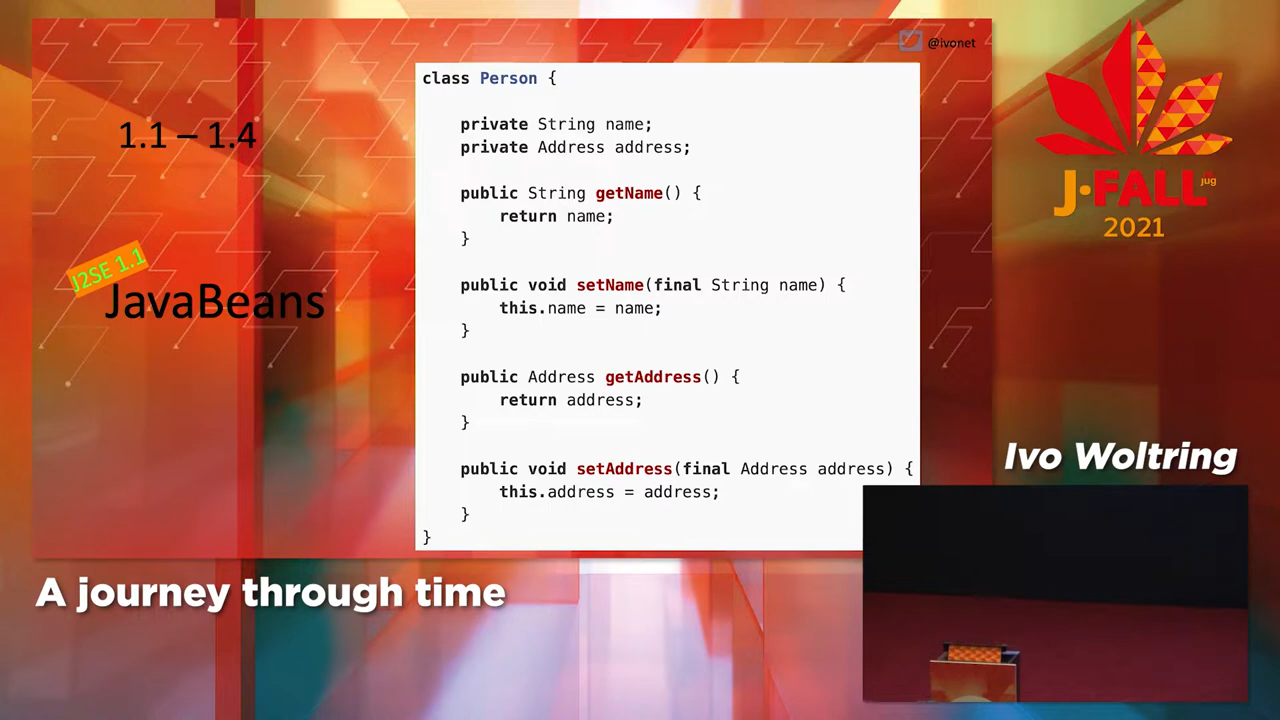 @ivonet
1.1 – 1.4
J2SE 1.1
JavaBeans
class Person {
private String name;
private Address address;
public String getName() {
return name;
}
public void setName(final String name) {
this.name = name;
}
public Address getAddress() {
return address;
}
public void setAddress(final Address address) {
this.address = address;
}
}
J•FALL
jug
2021
Ivo Woltring
A journey through time